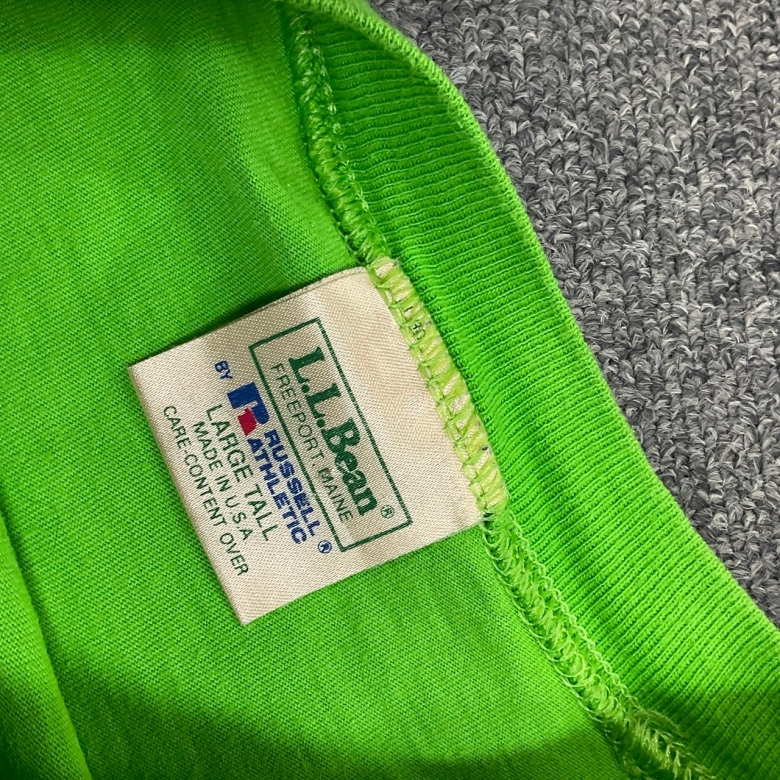 L.L.Bean®
FREEPORT, MAINE
BY RUSSELL
ATHLETIC®
LARGE TALL
MADE IN U.S.A
CARE-CONTENT OVER